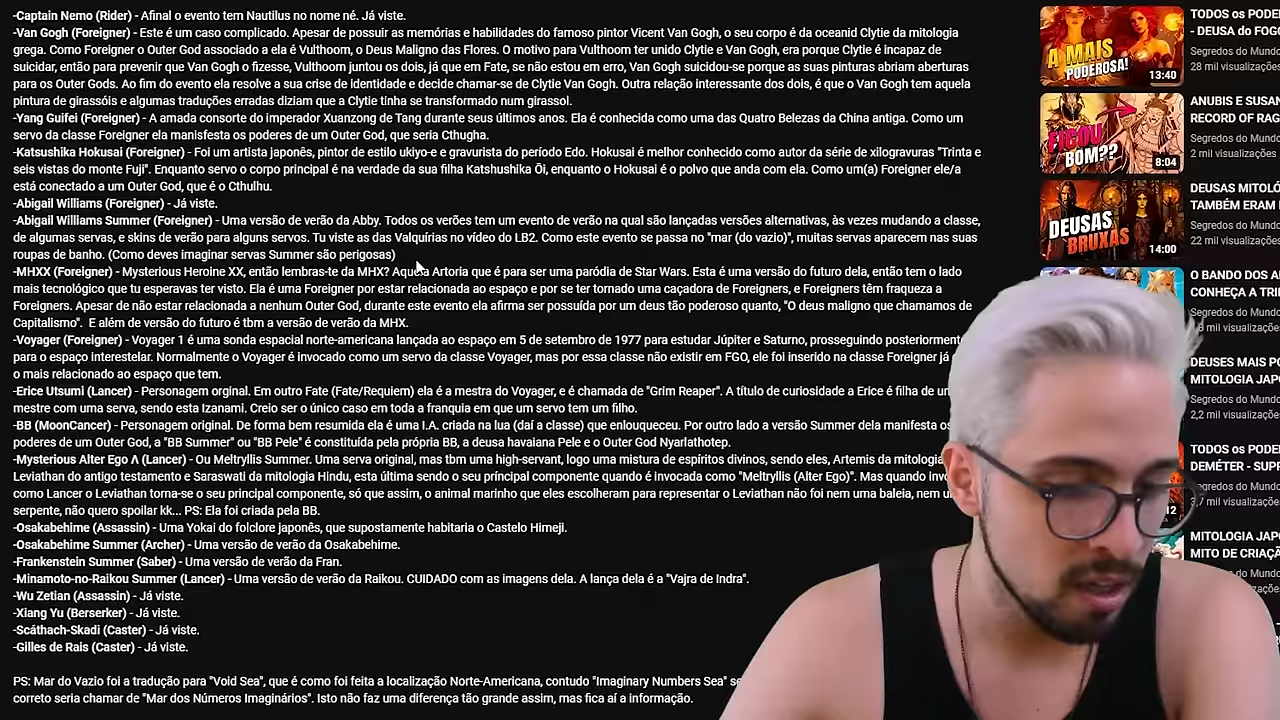 -Captain Nemo (Rider) - Afinal o evento tem Nautilus no nome né. Já viste.
-Van Gogh (Foreigner) - Este é um caso complicado. Apesar de possuir as memórias e habilidades do famoso pintor Vicent Van Gogh, o seu corpo é da oceanid Clytie da mitologia
grega. Como Foreigner o Outer God associado a ela é Vulthoom, o Deus Maligno das Flores. O motivo para Vulthoom ter unido Clytie e Van Gogh, era porque Clytie é incapaz de
suicidar, então para prevenir que Van Gogh o fizesse, Vulthoom juntou os dois, já que em Fate, se não estou em erro, Van Gogh suicidou-se porque as suas pinturas abriam aberturas
para os Outer Gods. Ao fim do evento ela resolve a sua crise de identidade e decide chamar-se de Clytie Van Gogh. Outra relação interessante dos dois, é que o Van Gogh tem aquela
pintura de girassóis e algumas traduções erradas diziam que a Clytie tinha se transformado num girassol.
-Yang Guifei (Foreigner) - A amada consorte do imperador Xuanzong de Tang durante seus últimos anos. Ela é conhecida como uma das Quatro Belezas da China antiga. Como um
servo da classe Foreigner ela manisfesta os poderes de um Outer God, que seria Cthugha.
-Katsushika Hokusai (Foreigner) - Foi um artista japonês, pintor de estilo ukiyo-e e gravurista do período Edo. Hokusai é melhor conhecido como autor da série de xilogravuras "Trinta e
seis vistas do monte Fuji". Enquanto servo o corpo principal é na verdade da sua filha Katshushika Ōi, enquanto o Hokusai é o polvo que anda com ela. Como um(a) Foreigner ele/a
está conectado a um Outer God, que é o Cthulhu.
-Abigail Williams (Foreigner) - Já viste.
-Abigail Williams Summer (Foreigner) - Uma versão de verão da Abby. Todos os verões tem um evento de verão na qual são lançadas versões alternativas, às vezes mudando a classe,
de algumas servas, e skins de verão para alguns servos. Tu viste as das Valquírias no vídeo do LB2. Como este evento se passa no "mar (do vazio)", muitas servas aparecem nas suas
roupas de banho. (Como deves imaginar servas Summer são perigosas)
-MHXX (Foreigner) - Mysterious Heroine XX, então lembras-te da MHX? Aquela Artoria que é para ser uma paródia de Star Wars. Esta é uma versão do futuro dela, então tem o lado
mais tecnológico que tu esperavas ter visto. Ela é uma Foreigner por estar relacionada ao espaço e por se ter tornado uma caçadora de Foreigners, e Foreigners têm fraqueza a
Foreigners. Apesar de não estar relacionada a nenhum Outer God, durante este evento ela afirma ser possuída por um deus tão poderoso quanto, "O deus maligno que chamamos de
Capitalismo". E além de versão do futuro é tbm a versão de verão da MHX.
-Voyager (Foreigner) - Voyager 1 é uma sonda espacial norte-americana lançada ao espaço em 5 de setembro de 1977 para estudar Júpiter e Saturno, prosseguindo posteriorment
para o espaço interestelar. Normalmente o Voyager é invocado como um servo da classe Voyager, mas por essa classe não existir em FGO, ele foi inserido na classe Foreigner já
o mais relacionado ao espaço que tem.
-Erice Utsumi (Lancer) - Personagem orginal. Em outro Fate (Fate/Requiem) ela é a mestra do Voyager, e é chamada de "Grim Reaper". A título de curiosidade a Erice é filha de un
mestre com uma serva, sendo esta Izanami. Creio ser o único caso em toda a franquia em que um servo tem um filho.
-BB (MoonCancer) - Personagem original. De forma bem resumida ela é uma I.A. criada na lua (daí a classe) que enlouqueceu. Por outro lado a versão Summer dela manifesta os
poderes de um Outer God, a "BB Summer" ou "BB Pele" é constituída pela própria BB, a deusa havaiana Pele e o Outer God Nyarlathotep.
-Mysterious Alter Ego Λ (Lancer) - Ou Meltryllis Summer. Uma serva original, mas tbm uma high-servant, logo uma mistura de espíritos divinos, sendo eles, Artemis da mitologia
Leviathan do antigo testamento e Saraswati da mitologia Hindu, esta última sendo o seu príncipal componente quando é invocada como "Meltryllis (Alter Ego)". Mas quando invo
como Lancer o Leviathan torna-se o seu principal componente, só que assim, o animal marinho que eles escolheram para representar o Leviathan não foi nem uma baleia, nem u
serpente, não quero spoilar kk... PS: Ela foi criada pela BB.
-Osakabehime (Assassin) - Uma Yokai do folclore japonês, que supostamente habitaria o Castelo Himeji.
-Osakabehime Summer (Archer) - Uma versão de verão da Osakabehime.
-Frankenstein Summer (Saber) - Uma versão de verão da Fran.
-Minamoto-no-Raikou Summer (Lancer) - Uma versão de verão da Raikou. CUIDADO com as imagens dela. A lança dela é a "Vajra de Indra".
-Wu Zetian (Assassin) - Já viste.
-Xiang Yu (Berserker) - Já viste.
-Scáthach-Skadi (Caster) - Já viste.
-Gilles de Rais (Caster) - Já viste.
PS: Mar do Vazio foi a tradução para "Void Sea", que é como foi feita a localização Norte-Americana, contudo "Imaginary Numbers Sea" se
correto seria chamar de "Mar dos Números Imaginários". Isto não faz uma diferença tão grande assim, mas fica aí a informação.
A MAIS
PODEROSA!
13:40
TODOS os PODE
- DEUSA do FOG
Segredos do Mundo
28 mil visualizaçõe
FICOU
BOM??
8:04
ANUBIS E SUSAN
RECORD OF RAG
Segredos do Mundo
2 mil visualizações
DEUSAS
BRUXAS
14:00
DEUSAS MITOLÓ
TAMBÉM ERAM
Segredos do Mundo
22 mil visualizaçõe
O BANDO DOS A
CONHEÇA A TRI
do Mundo
mil visualizaçõe
DEUSES MAIS PO
MITOLOGIA JAP
Segredos do Mundo
2,2 mil visualizaçõ
TODOS os PODE
DEMÉTER - SUPR
Segredos do Mundo
3,7 mil visualizaçõ
12
MITOLOGIA JAPO
MITO DE CRIAÇÃ
do Mundo
visualizaçõe